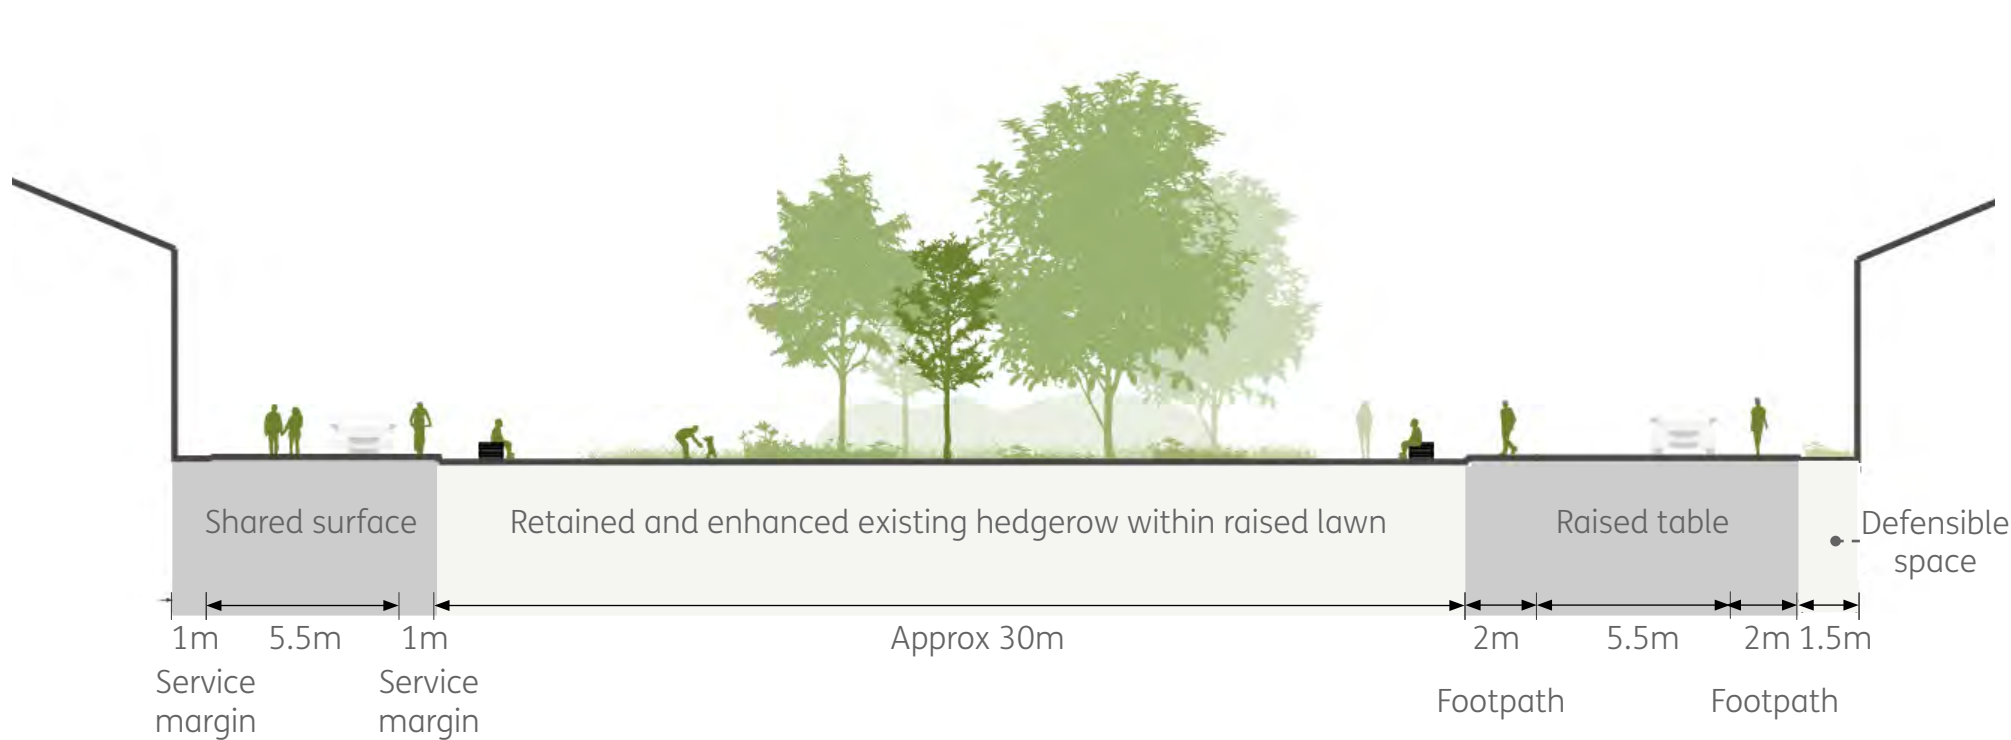 Shared surface
Retained and enhanced existing hedgerow within raised lawn
Raised table
Defensible
space
1m
5.5m
1m
Approx 30m
2m
5.5m
2m
1.5m
Service
margin
Service
margin
Footpath
Footpath